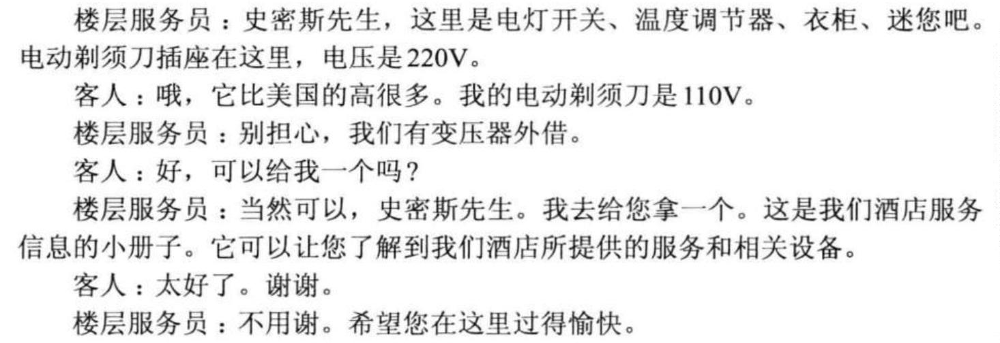 楼层服务员：史密斯先生，这里是电灯开关、温度调节器、衣柜、迷您吧。
电动剃须刀插座在这里，电压是220V。
客人：哦，它比美国的高很多。我的电动剃须刀是110V。
楼层服务员：别担心，我们有变压器外借。
客人：好，可以给我一个吗？
楼层服务员：当然可以，史密斯先生。我去给您拿一个。这是我们酒店服务
信息的小册子。它可以让您了解到我们酒店所提供的服务和相关设备。
客人：太好了。谢谢。
楼层服务员：不用谢。希望您在这里过得愉快。